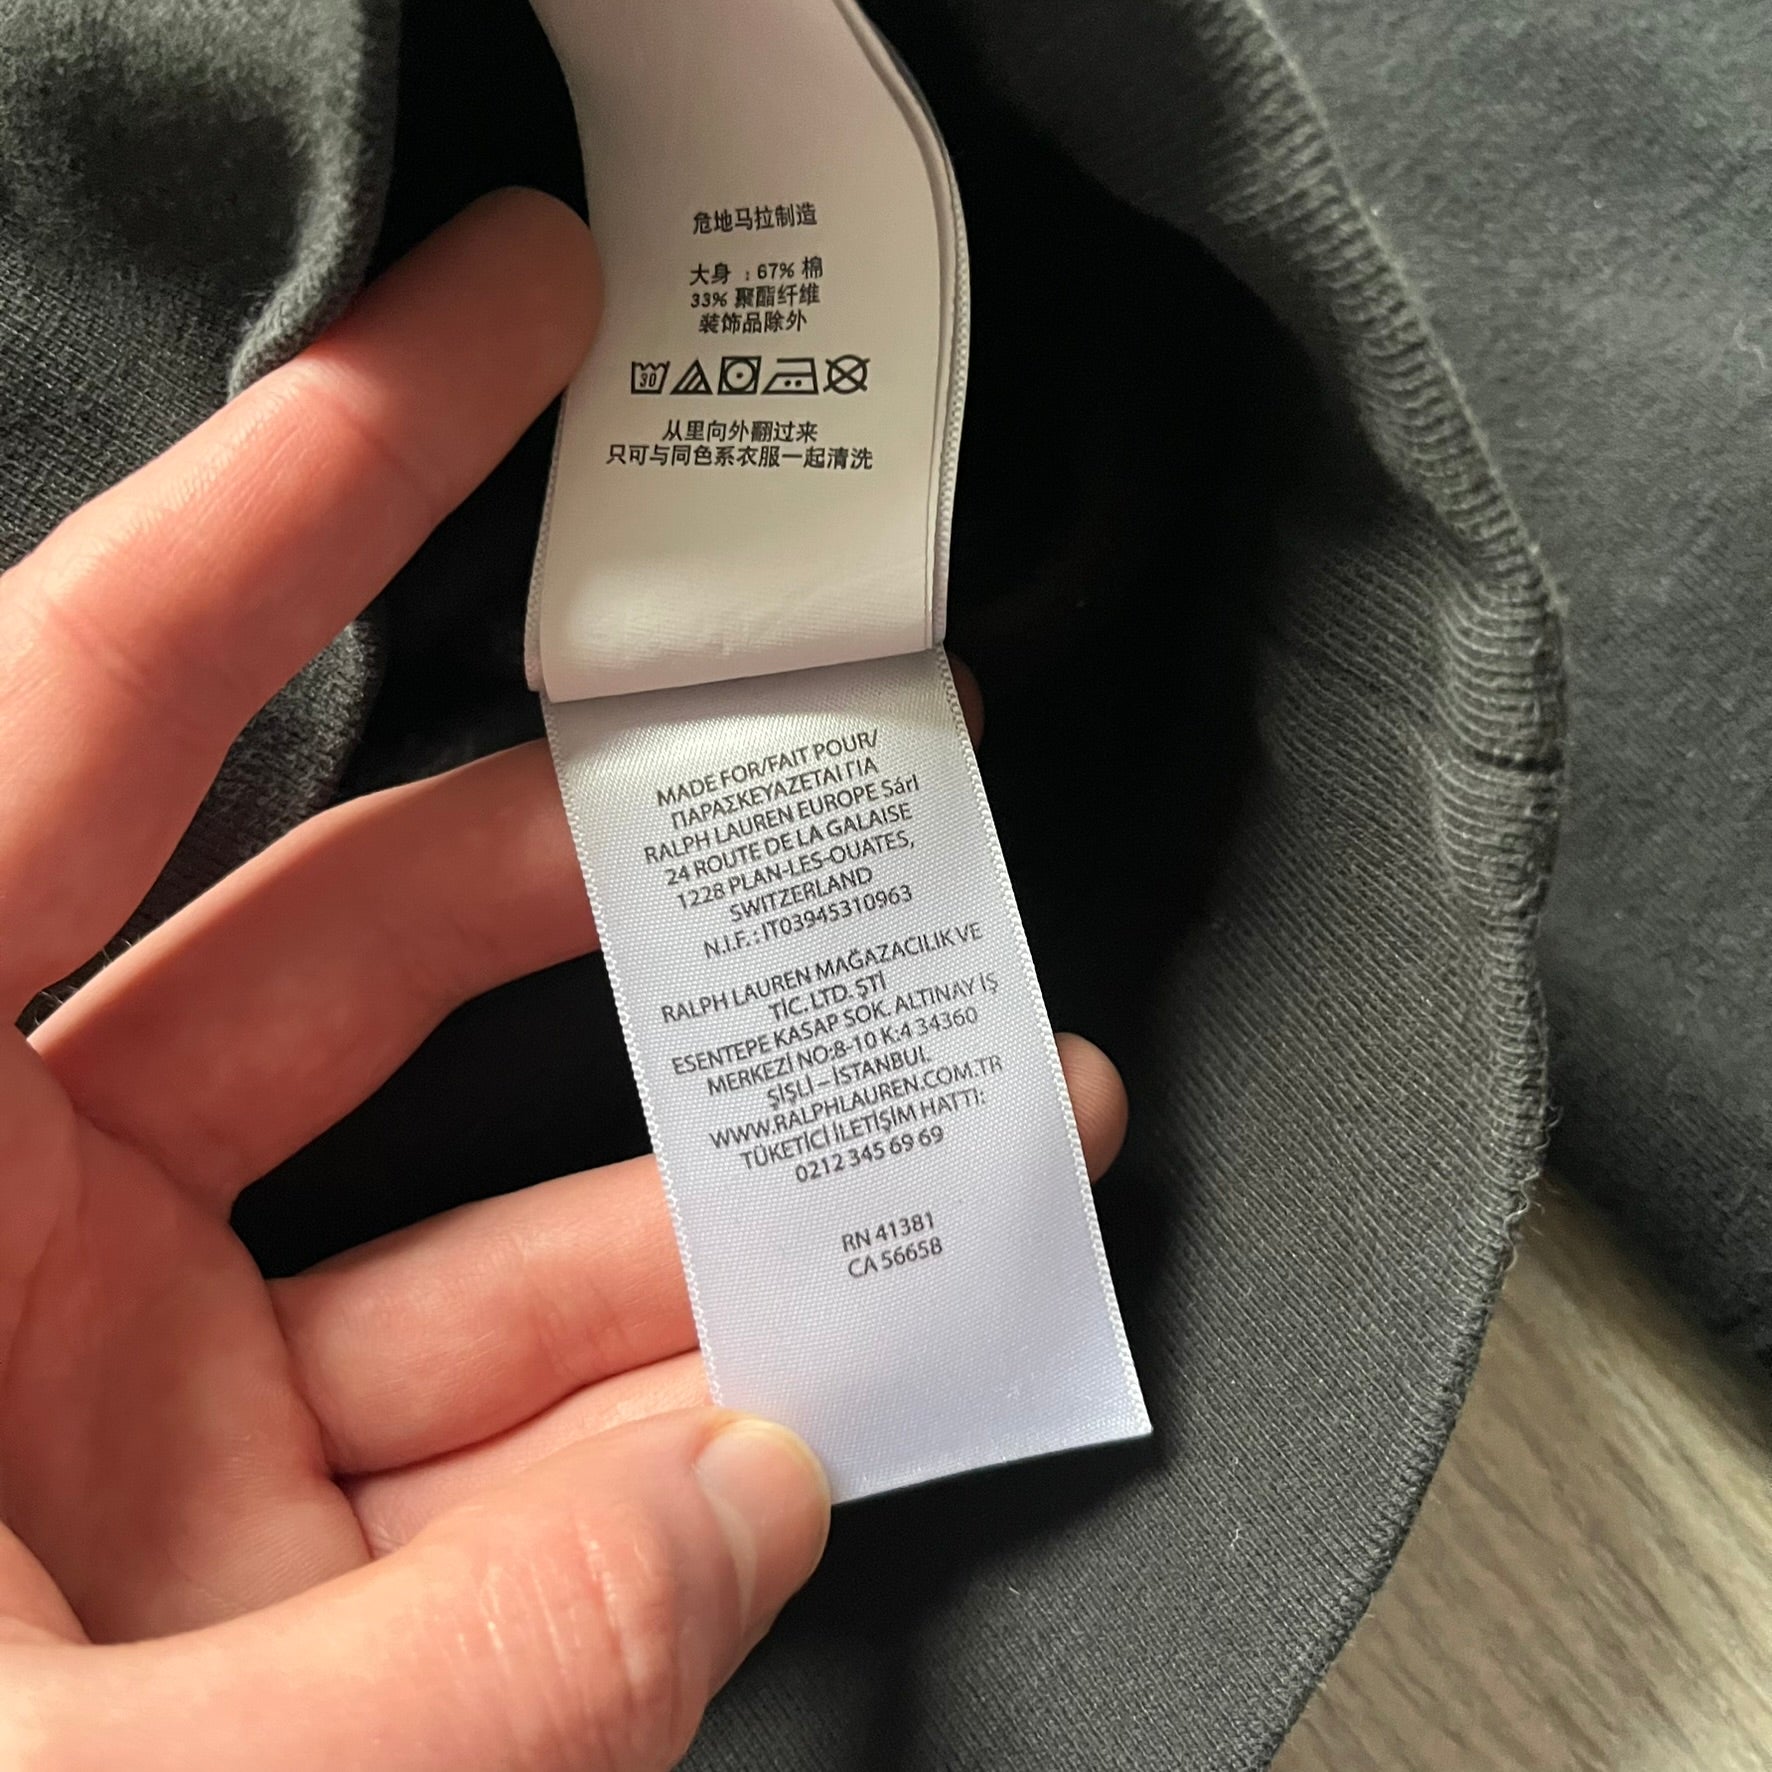 危地马拉制造
大身 : 67% 棉
33% 聚酯纤维
装饰品除外
30
从里向外翻过来
只可与同色系衣服一起清洗
MADE FOR/FAIT POUR/
ΠΑΡΑΣΚΕΥΑΖΕΤΑΙ ΓΙΑ
RALPH LAUREN EUROPE Sárl
24 ROUTE DE LA GALAISE
1228 PLAN-LES-OUATES,
SWITZERLAND
N.I.F. : IT03945310963
RALPH LAUREN MAĞAZACILIK VE
TİC. LTD. ŞTİ
ESENTEPE KASAP SOK. ALTINAY İŞ
MERKEZİ NO:8-10 K:4 34360
ŞİŞLİ – İSTANBUL
WWW.RALPHLAUREN.COM.TR
TÜKETİCİ İLETİŞİM HATTI:
0212 345 69 69
RN 41381
CA 56658